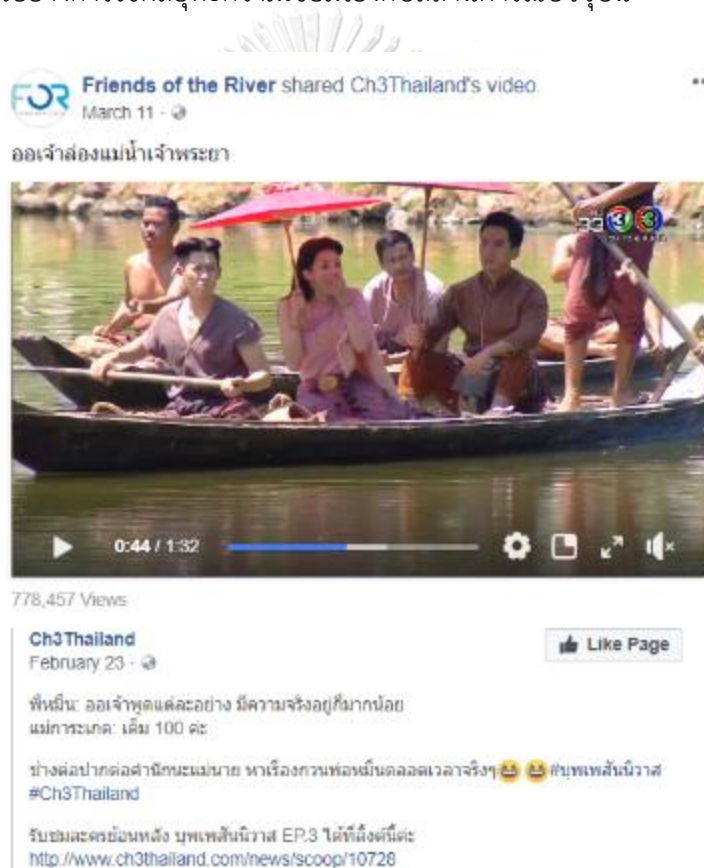 FOR
Friends of the River shared Ch3Thailand's video.
March 11
ออเจ้าล่องแม่น้ำเจ้าพระยา
33
0:44 / 1:32
778,457 Views
Ch3Thailand
Like Page
February 23
พี่หมื่น: ออเจ้าพูดแต่ละอย่าง มีความจริงอยู่กี่มากน้อย
แม่การะเกด: เต็ม 100 ค่ะ
ช่างต่อปากต่อคำนักนะแม่นาย หาเรื่องกวนพ่อหมื่นตลอดเวลาจริงๆ😆 😆 #บุพเพสันนิวาส
#Ch3Thailand
รับชมละครย้อนหลัง บุพเพสันนิวาส EP.3 ได้ที่ลิ้งค์นี้ค่ะ
http://www.ch3thailand.com/news/scoop/10728